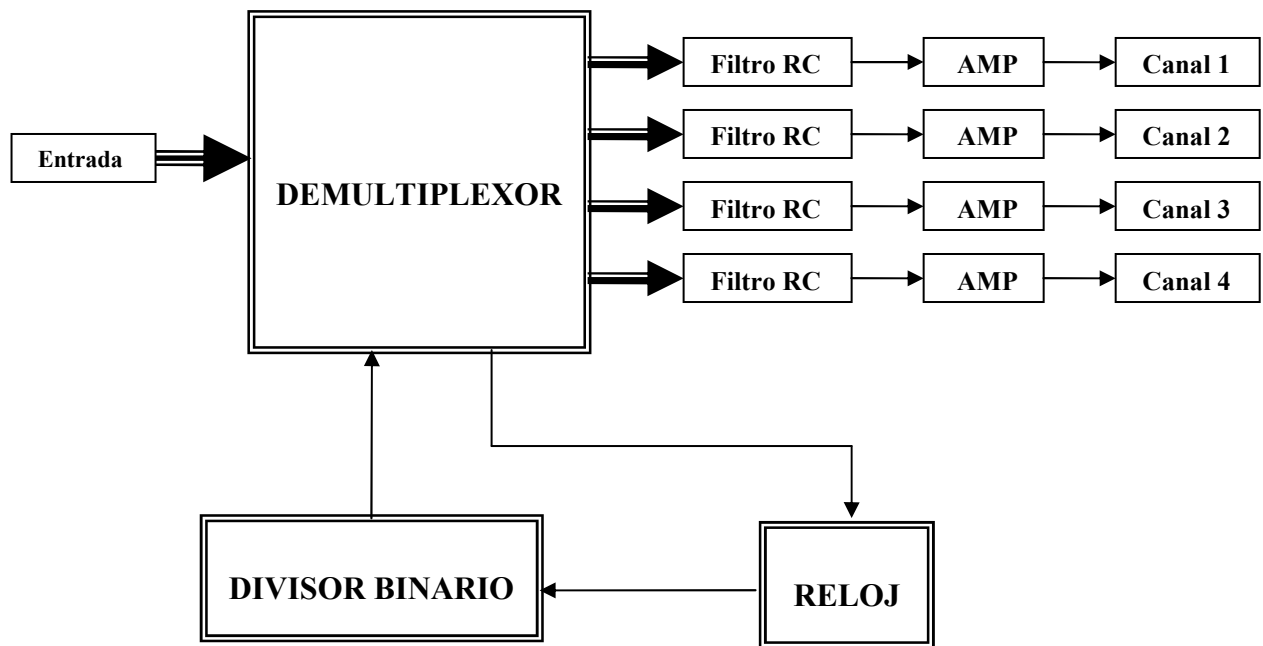 Filtro RC AMP Canal 1
Filtro RC AMP Canal 2
Entrada
DEMULTIPLEXOR
Filtro RC AMP Canal 3
Filtro RC AMP Canal 4
DIVISOR BINARIO
RELOJ